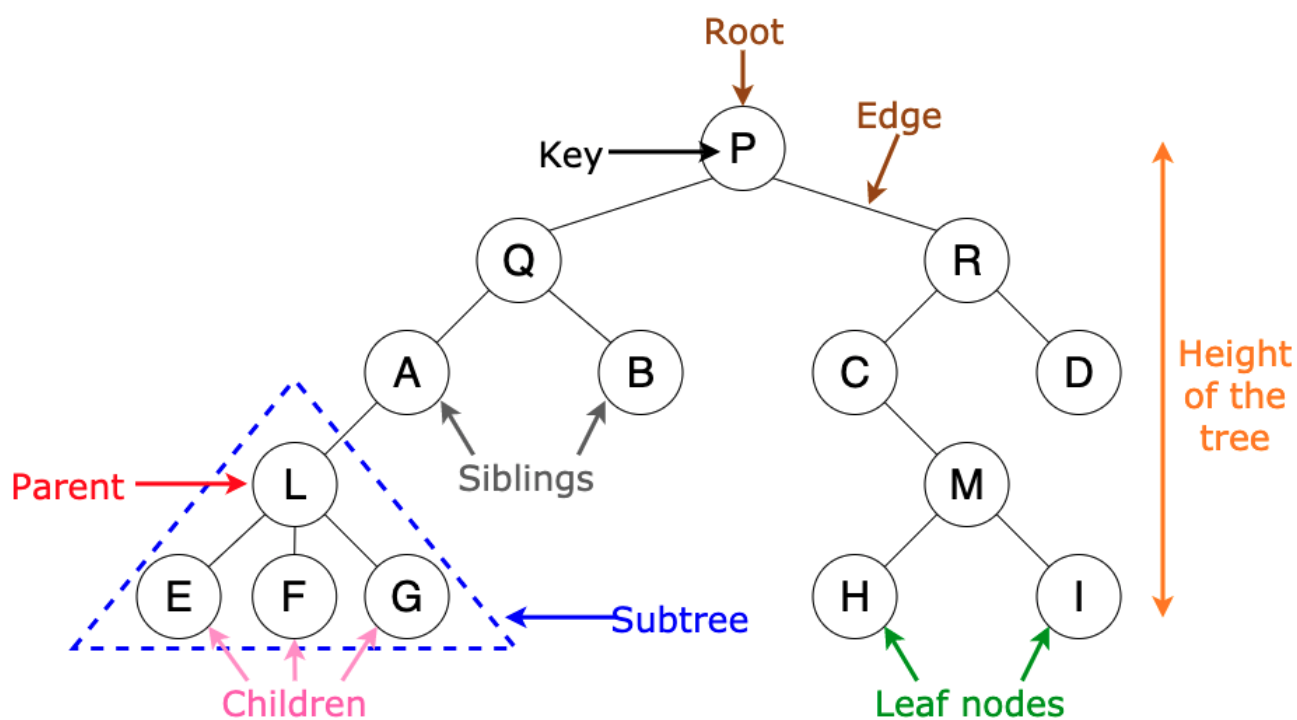 Root
Edge
Key
P
Q
R
A
B
C
D
Height
of the
tree
Siblings
Parent
L
M
E
F
G
H
I
Subtree
Children
Leaf nodes